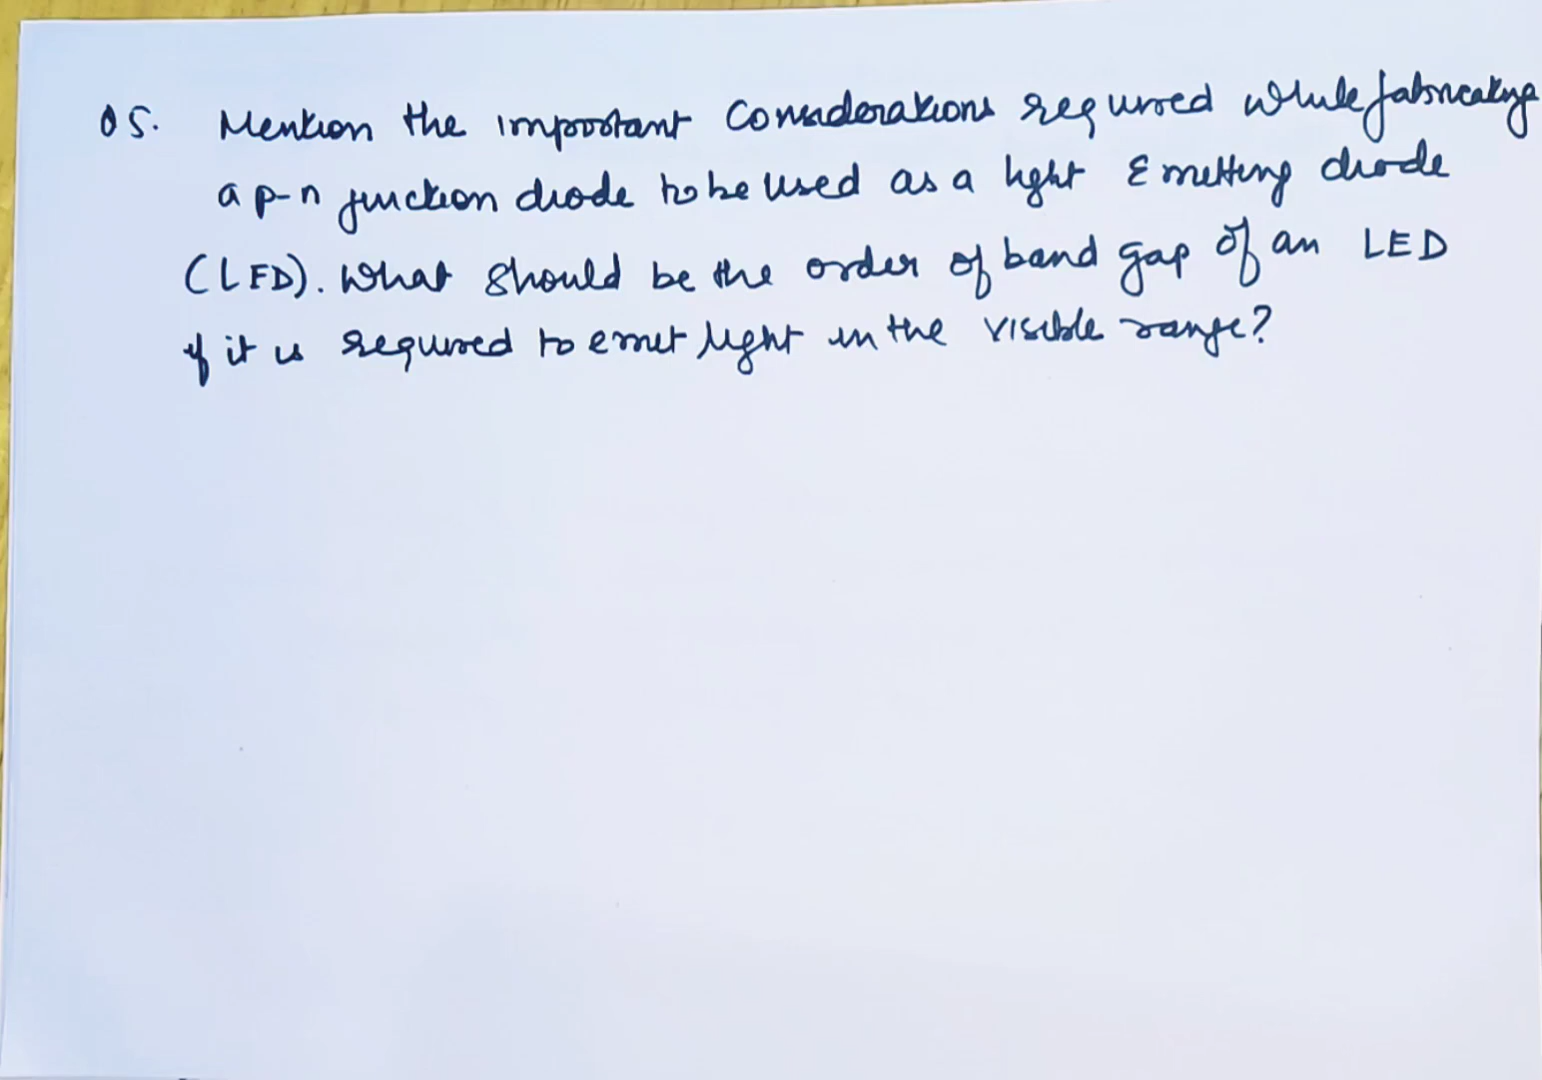 Q5. Mention the important considerations required while fabricating
a p-n junction diode to be used as a light Emitting diode
(LED). What should be the order of band gap of an LED
if it is required to emit light in the visible range?